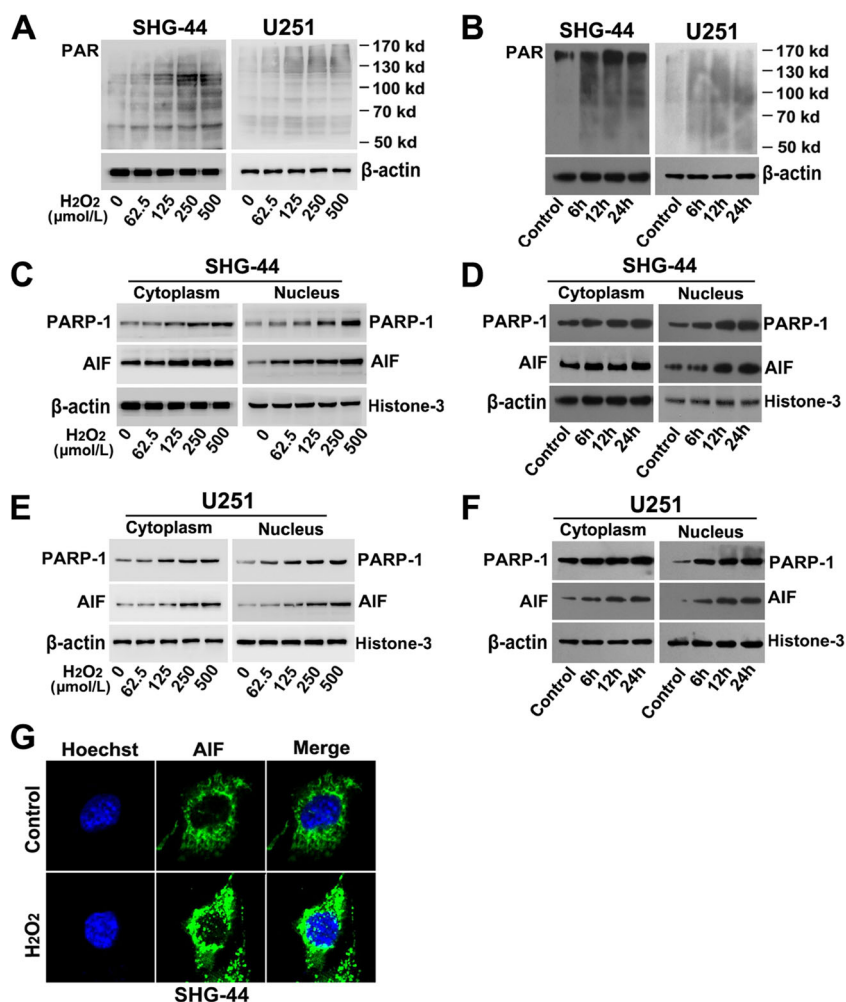 A
SHG-44 U251
PAR
170 kd
130 kd
100 kd
70 kd
50 kd
β-actin
H2O2
(μmol/L)
0 62.5 125 250 500 0 62.5 125 250 500
B
SHG-44 U251
PAR
170 kd
130 kd
100 kd
70 kd
50 kd
β-actin
Control 6h 12h 24h Control 6h 12h 24h
C
SHG-44
Cytoplasm Nucleus
PARP-1 PARP-1
AIF AIF
β-actin Histone-3
H2O2
(μmol/L)
0 62.5 125 250 500 0 62.5 125 250 500
D
SHG-44
Cytoplasm Nucleus
PARP-1 PARP-1
AIF AIF
β-actin Histone-3
Control 6h 12h 24h Control 6h 12h 24h
E
U251
Cytoplasm Nucleus
PARP-1 PARP-1
AIF AIF
β-actin Histone-3
H2O2
(μmol/L)
0 62.5 125 250 500 0 62.5 125 250 500
F
U251
Cytoplasm Nucleus
PARP-1 PARP-1
AIF AIF
β-actin Histone-3
Control 6h 12h 24h Control 6h 12h 24h
G
Hoechst AIF Merge
Control
H2O2
SHG-44